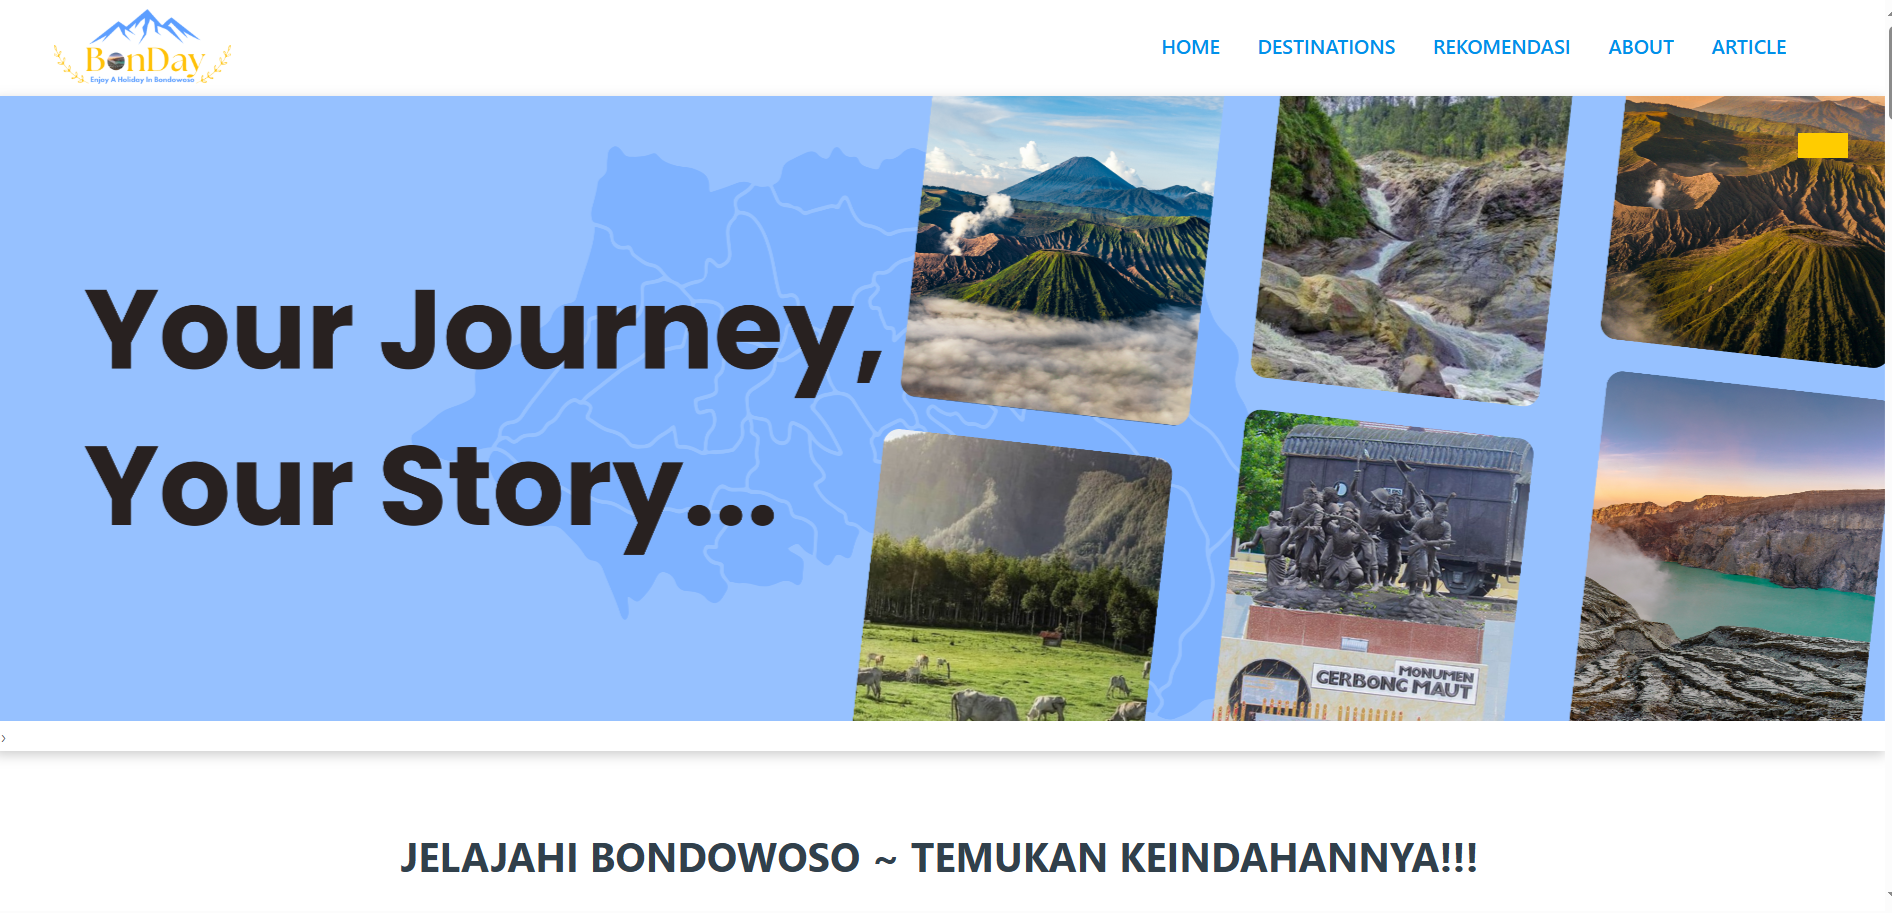 BonDay
Enjoy A Holiday In Bondowoso
HOME
DESTINATIONS
REKOMENDASI
ABOUT
ARTICLE
Your Journey,
Your Story...
MONUMEN
GERBONG MAUT
›
JELAJAHI BONDOWOSO ~ TEMUKAN KEINDAHANNYA!!!